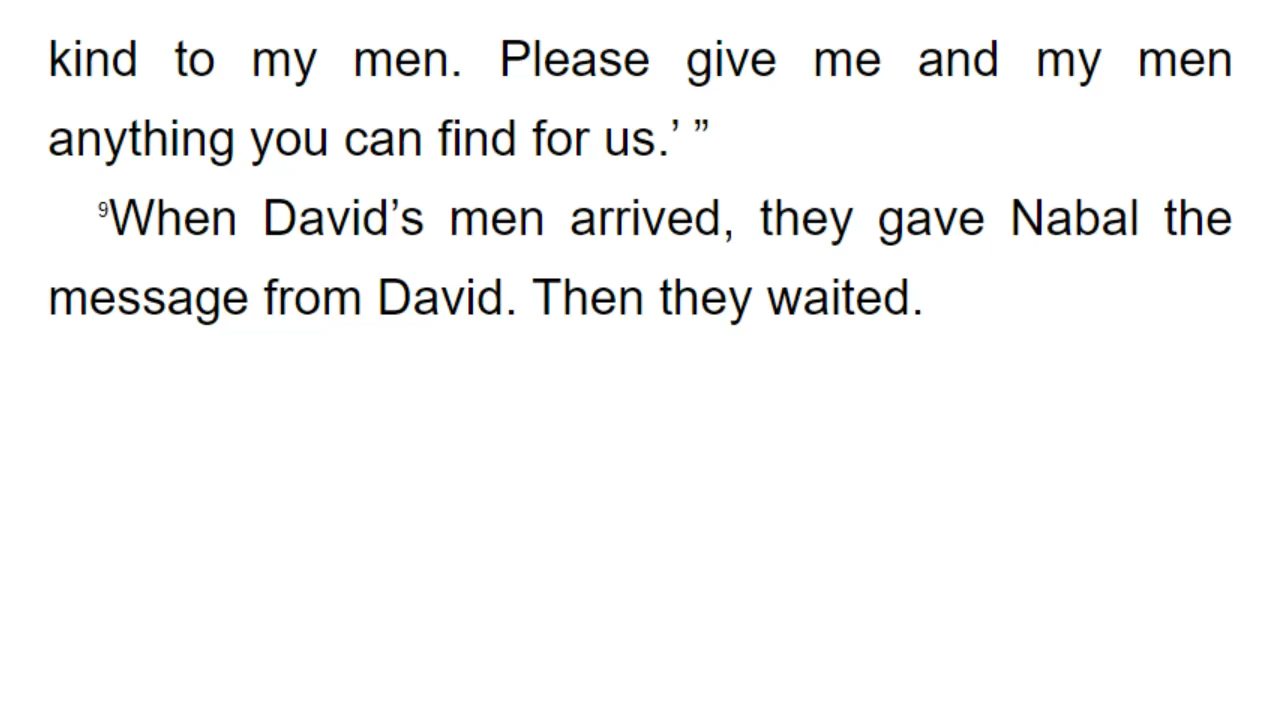 kind to my men. Please give me and my men
anything you can find for us.’ ”
⁹When David’s men arrived, they gave Nabal the
message from David. Then they waited.